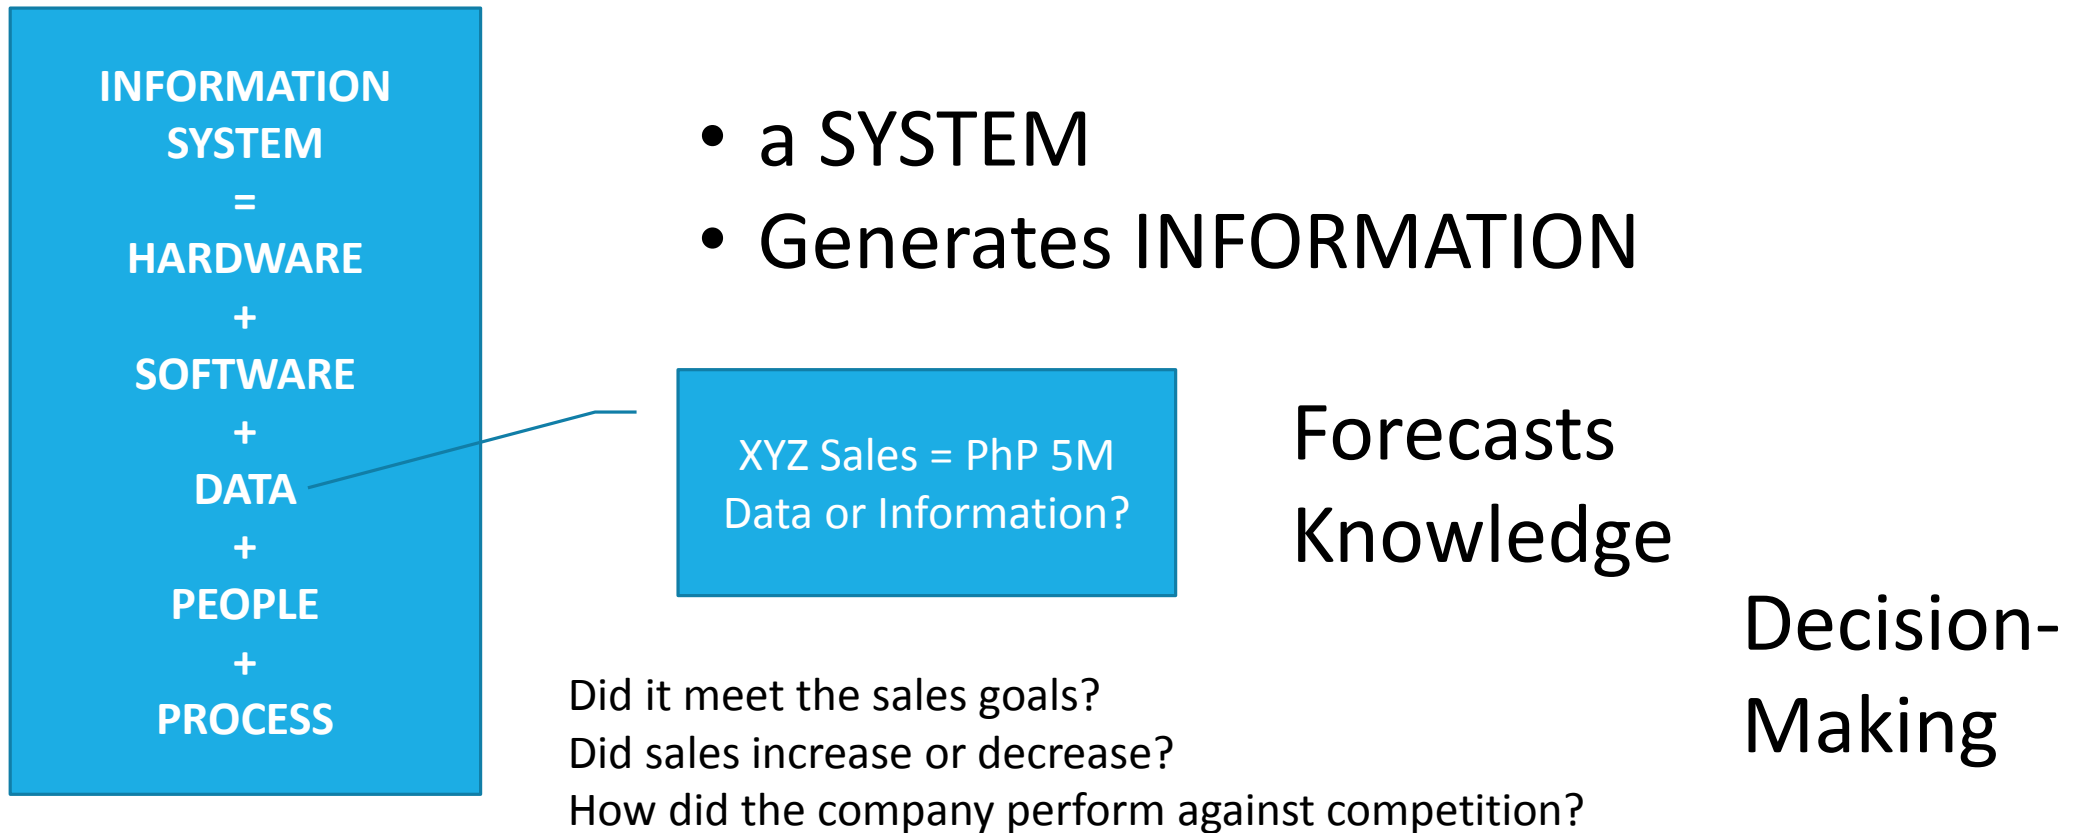 INFORMATION
SYSTEM
=
HARDWARE
+
SOFTWARE
+
DATA
+
PEOPLE
+
PROCESS
• a SYSTEM
• Generates INFORMATION
XYZ Sales = PhP 5M
Data or Information?
Forecasts
Knowledge
Decision-
Making
Did it meet the sales goals?
Did sales increase or decrease?
How did the company perform against competition?